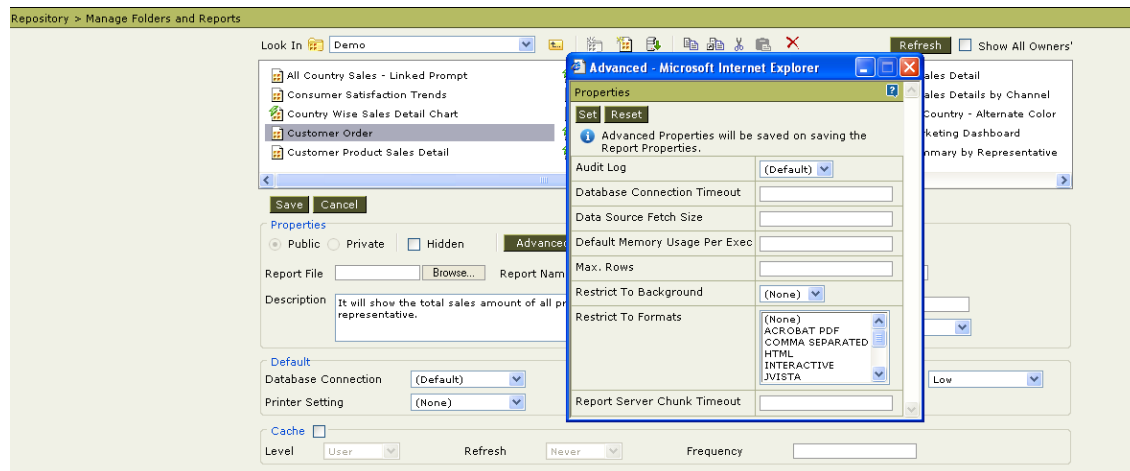 Repository > Manage Folders and Reports
Look In Demo
Refresh Show All Owners'
All Country Sales - Linked Prompt
Consumer Satisfaction Trends
Country Wise Sales Detail Chart
Customer Order
Customer Product Sales Detail
ales Detail
ales Details by Channel
Country - Alternate Color
keting Dashboard
mmary by Representative
Save Cancel
Properties
Public Private Hidden Advanced
Report File Browse... Report Nam
Description It will show the total sales amount of all pr
representative.
Default
Database Connection (Default) Low
Printer Setting (None)
Cache
Level User Refresh Never Frequency
Advanced - Microsoft Internet Explorer
Properties
Set Reset
Advanced Properties will be saved on saving the
Report Properties.
Audit Log (Default)
Database Connection Timeout
Data Source Fetch Size
Default Memory Usage Per Exec
Max. Rows
Restrict To Background (None)
Restrict To Formats (None)
ACROBAT PDF
COMMA SEPARATED
HTML
INTERACTIVE
JVISTA
Report Server Chunk Timeout